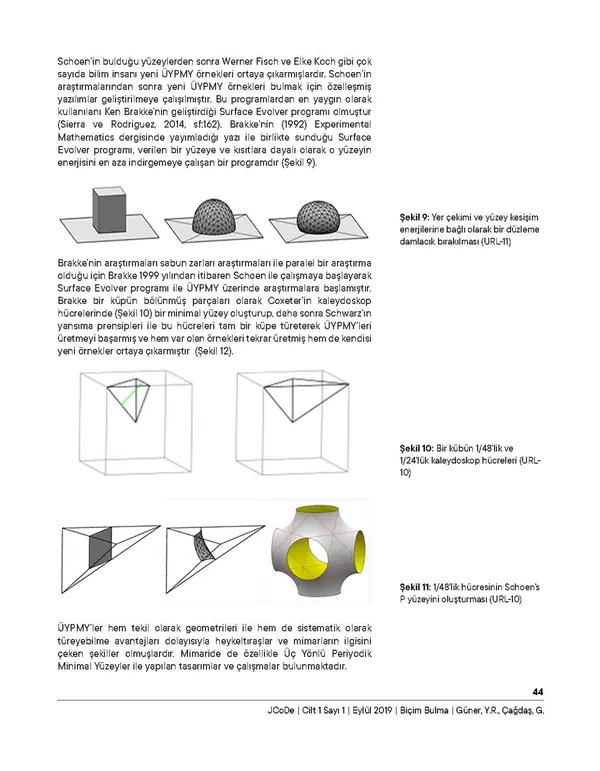 Schoen'in bulduğu yüzeylerden sonra Werner Fisch ve Elke Koch gibi çok
sayıda bilim insanı yeni ÜYPMY örnekleri ortaya çıkarmışlardır. Schoen'in
araştırmalarından sonra yeni ÜYPMY örnekleri bulmak için özelleşmiş
yazılımlar geliştirilmeye çalışılmıştır. Bu programlardan en yaygın olarak
kullanılanı Ken Brakke'nin geliştirdiği Surface Evolver programı olmuştur
(Sierra ve Rodriguez, 2014, sf:162). Brakke'nin (1992) Experimental
Mathematics dergisinde yayımladığı yazı ile birlikte sunduğu Surface
Evolver programı, verilen bir yüzeye ve kısıtlara dayalı olarak o yüzeyin
enerjisini en aza indirgemeye çalışan bir programdır (Şekil 9).
Şekil 9: Yer çekimi ve yüzey kesişim
enerjilerine bağlı olarak bir düzleme
damlacık bırakılması (URL-11)
Brakke'nin araştırmaları sabun zarları araştırmaları ile paralel bir araştırma
olduğu için Brakke 1999 yılından itibaren Schoen ile çalışmaya başlayarak
Surface Evolver programı ile ÜYPMY üzerinde araştırmalara başlamıştır.
Brakke bir küpün bölünmüş parçaları olarak Coxeter'in kaleydoskop
hücrelerinde (Şekil 10) bir minimal yüzey oluşturup, daha sonra Schwarz'ın
yansıma prensipleri ile bu hücreleri tam bir küpe türeterek ÜYPMY'leri
üretmeyi başarmış ve hem var olan örnekleri tekrar üretmiş hem de kendisi
yeni örnekler ortaya çıkarmıştır (Şekil 12).
Şekil 10: Bir kübün 1/48'lik ve
1/24'lük kaleydoskop hücreleri (URL-
10)
Şekil 11: 1/48'lik hücresinin Schoen's
P yüzeyini oluşturması (URL-10)
ÜYPMY'ler hem tekil olarak geometrileri ile hem de sistematik olarak
türeyebilme avantajları dolayısıyla heykeltıraşlar ve mimarların ilgisini
çeken şekiller olmuşlardır. Mimaride de özellikle Üç Yönlü Periyodik
Minimal Yüzeyler ile yapılan tasarımlar ve çalışmalar bulunmaktadır.
44
JCoDe | Cilt 1 Sayı 1 | Eylül 2019 | Biçim Bulma | Güner, Y.R., Çağdaş, G.